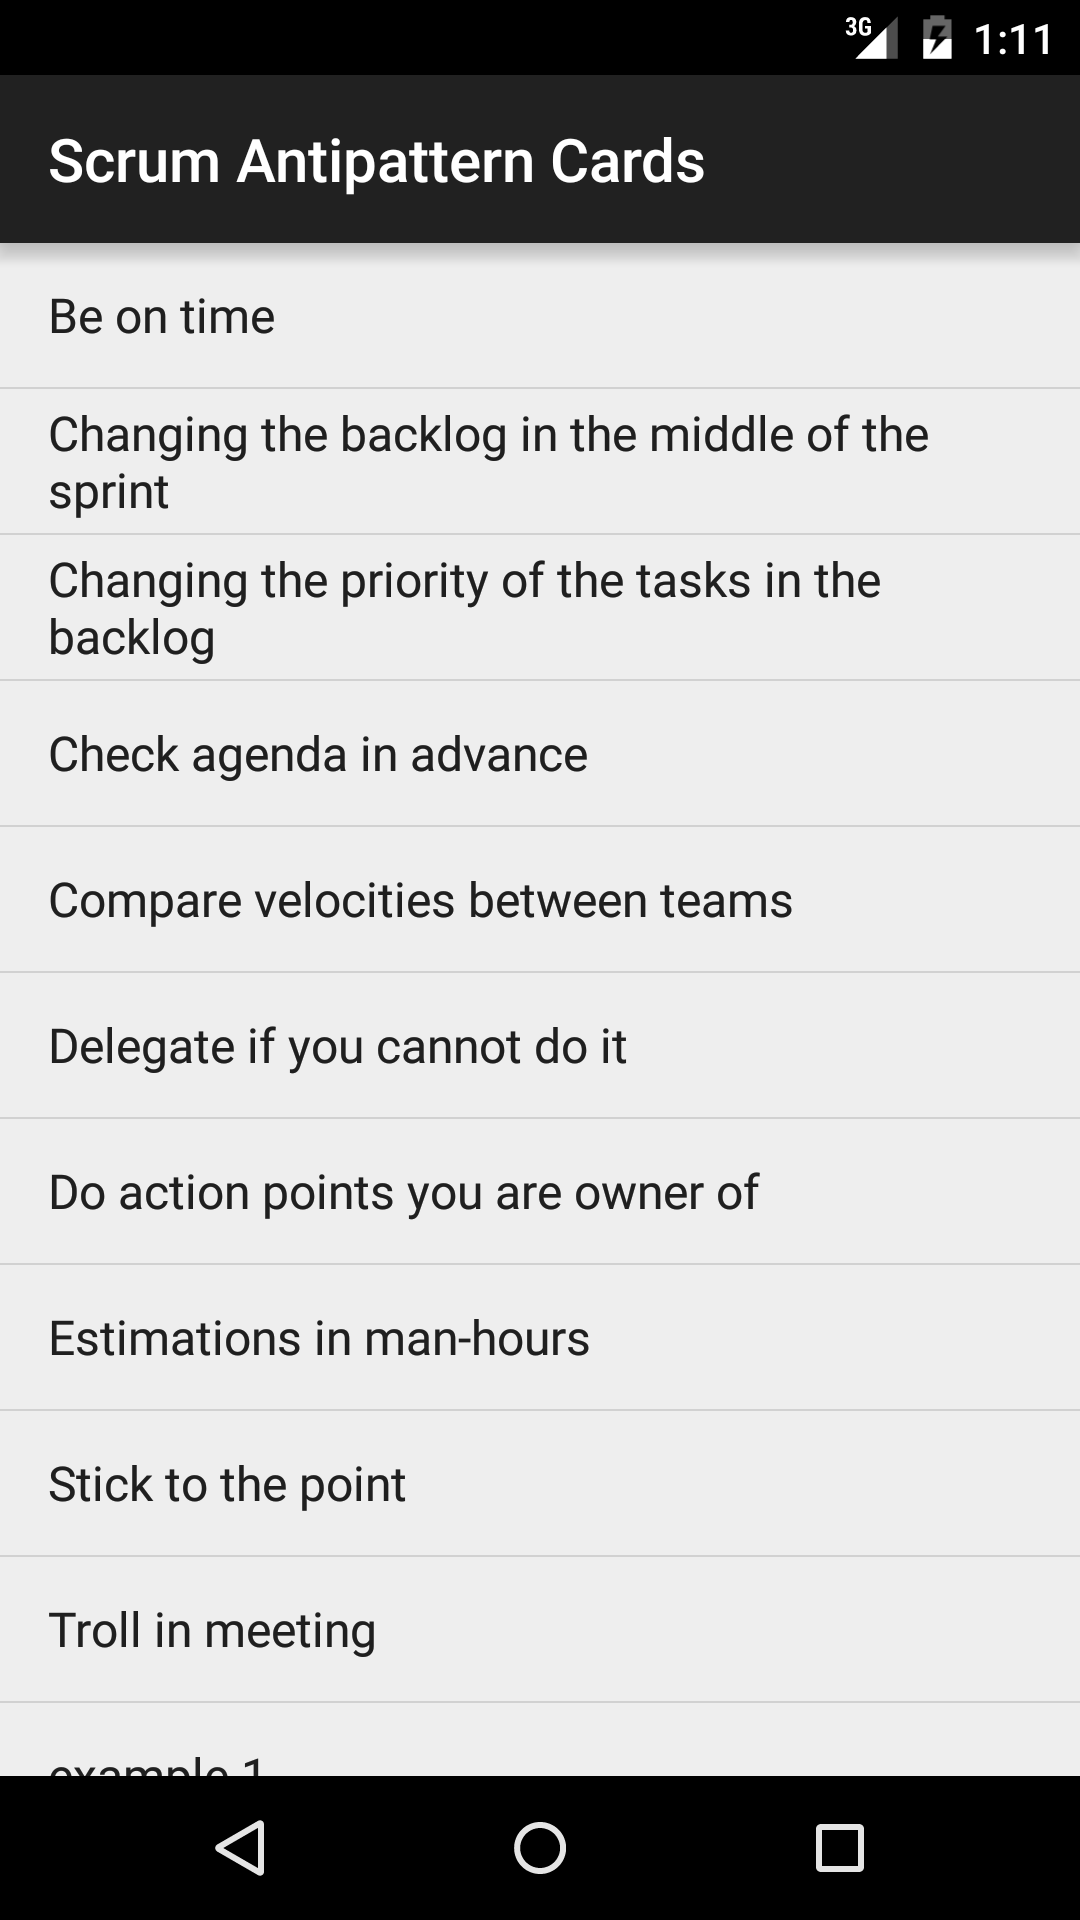 3G 1:11
Scrum Antipattern Cards
Be on time
Changing the backlog in the middle of the
sprint
Changing the priority of the tasks in the
backlog
Check agenda in advance
Compare velocities between teams
Delegate if you cannot do it
Do action points you are owner of
Estimations in man-hours
Stick to the point
Troll in meeting
example 1